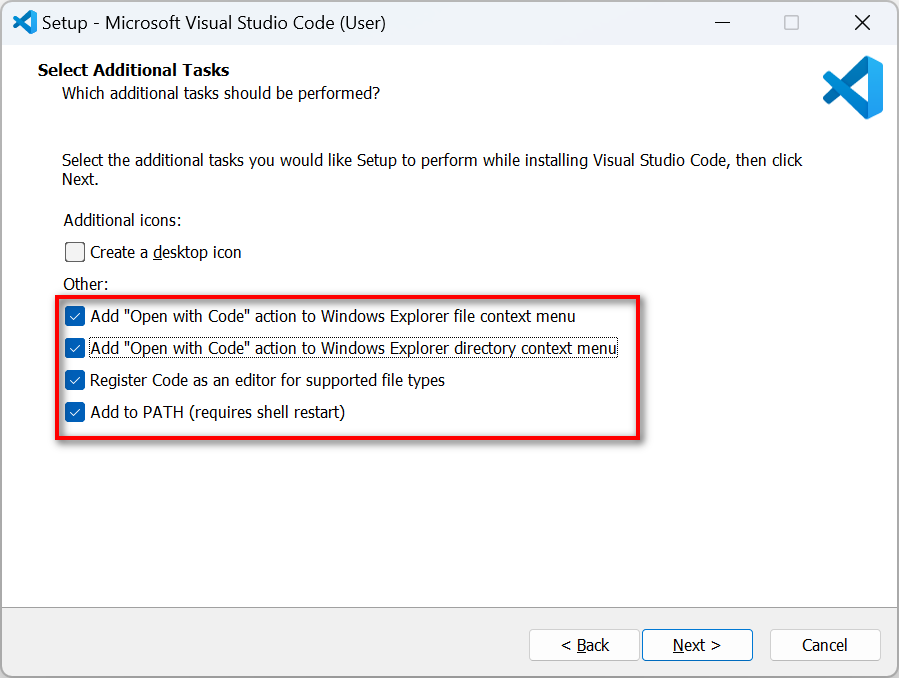 Setup - Microsoft Visual Studio Code (User)
Select Additional Tasks
Which additional tasks should be performed?
Select the additional tasks you would like Setup to perform while installing Visual Studio Code, then click
Next.
Additional icons:
Create a desktop icon
Other:
Add "Open with Code" action to Windows Explorer file context menu
Add "Open with Code" action to Windows Explorer directory context menu
Register Code as an editor for supported file types
Add to PATH (requires shell restart)
< Back
Next >
Cancel